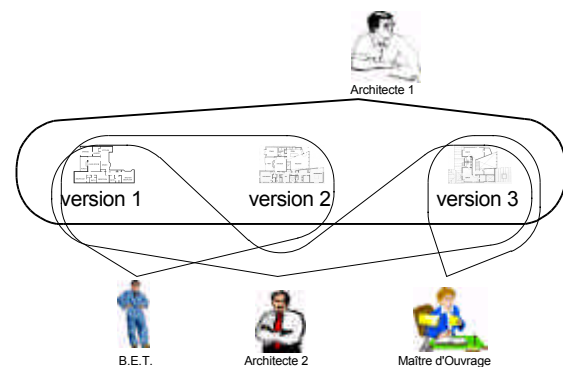 Architecte 1
version 1
version 2
version 3
B.E.T.
Architecte 2
Maître d'Ouvrage